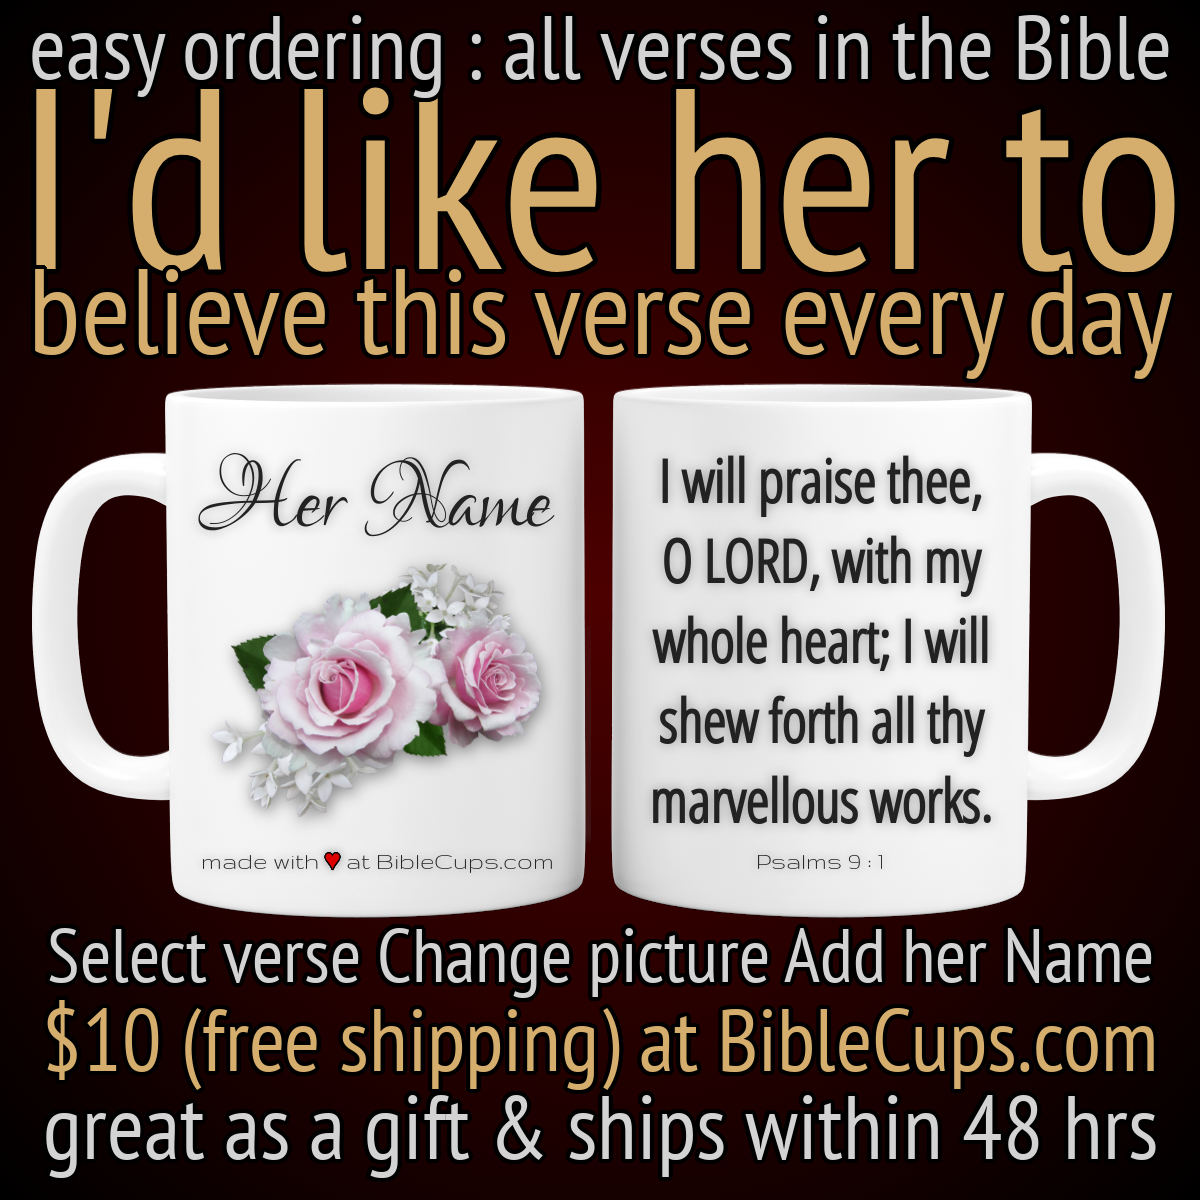 easy ordering : all verses in the Bible
I'd like her to
believe this verse every day
Her Name
made with ♥ at BibleCups.com
I will praise thee,
O LORD, with my
whole heart; I will
shew forth all thy
marvellous works.
Psalms 9 : 1
Select verse Change picture Add her Name
$10 (free shipping) at BibleCups.com
great as a gift & ships within 48 hrs